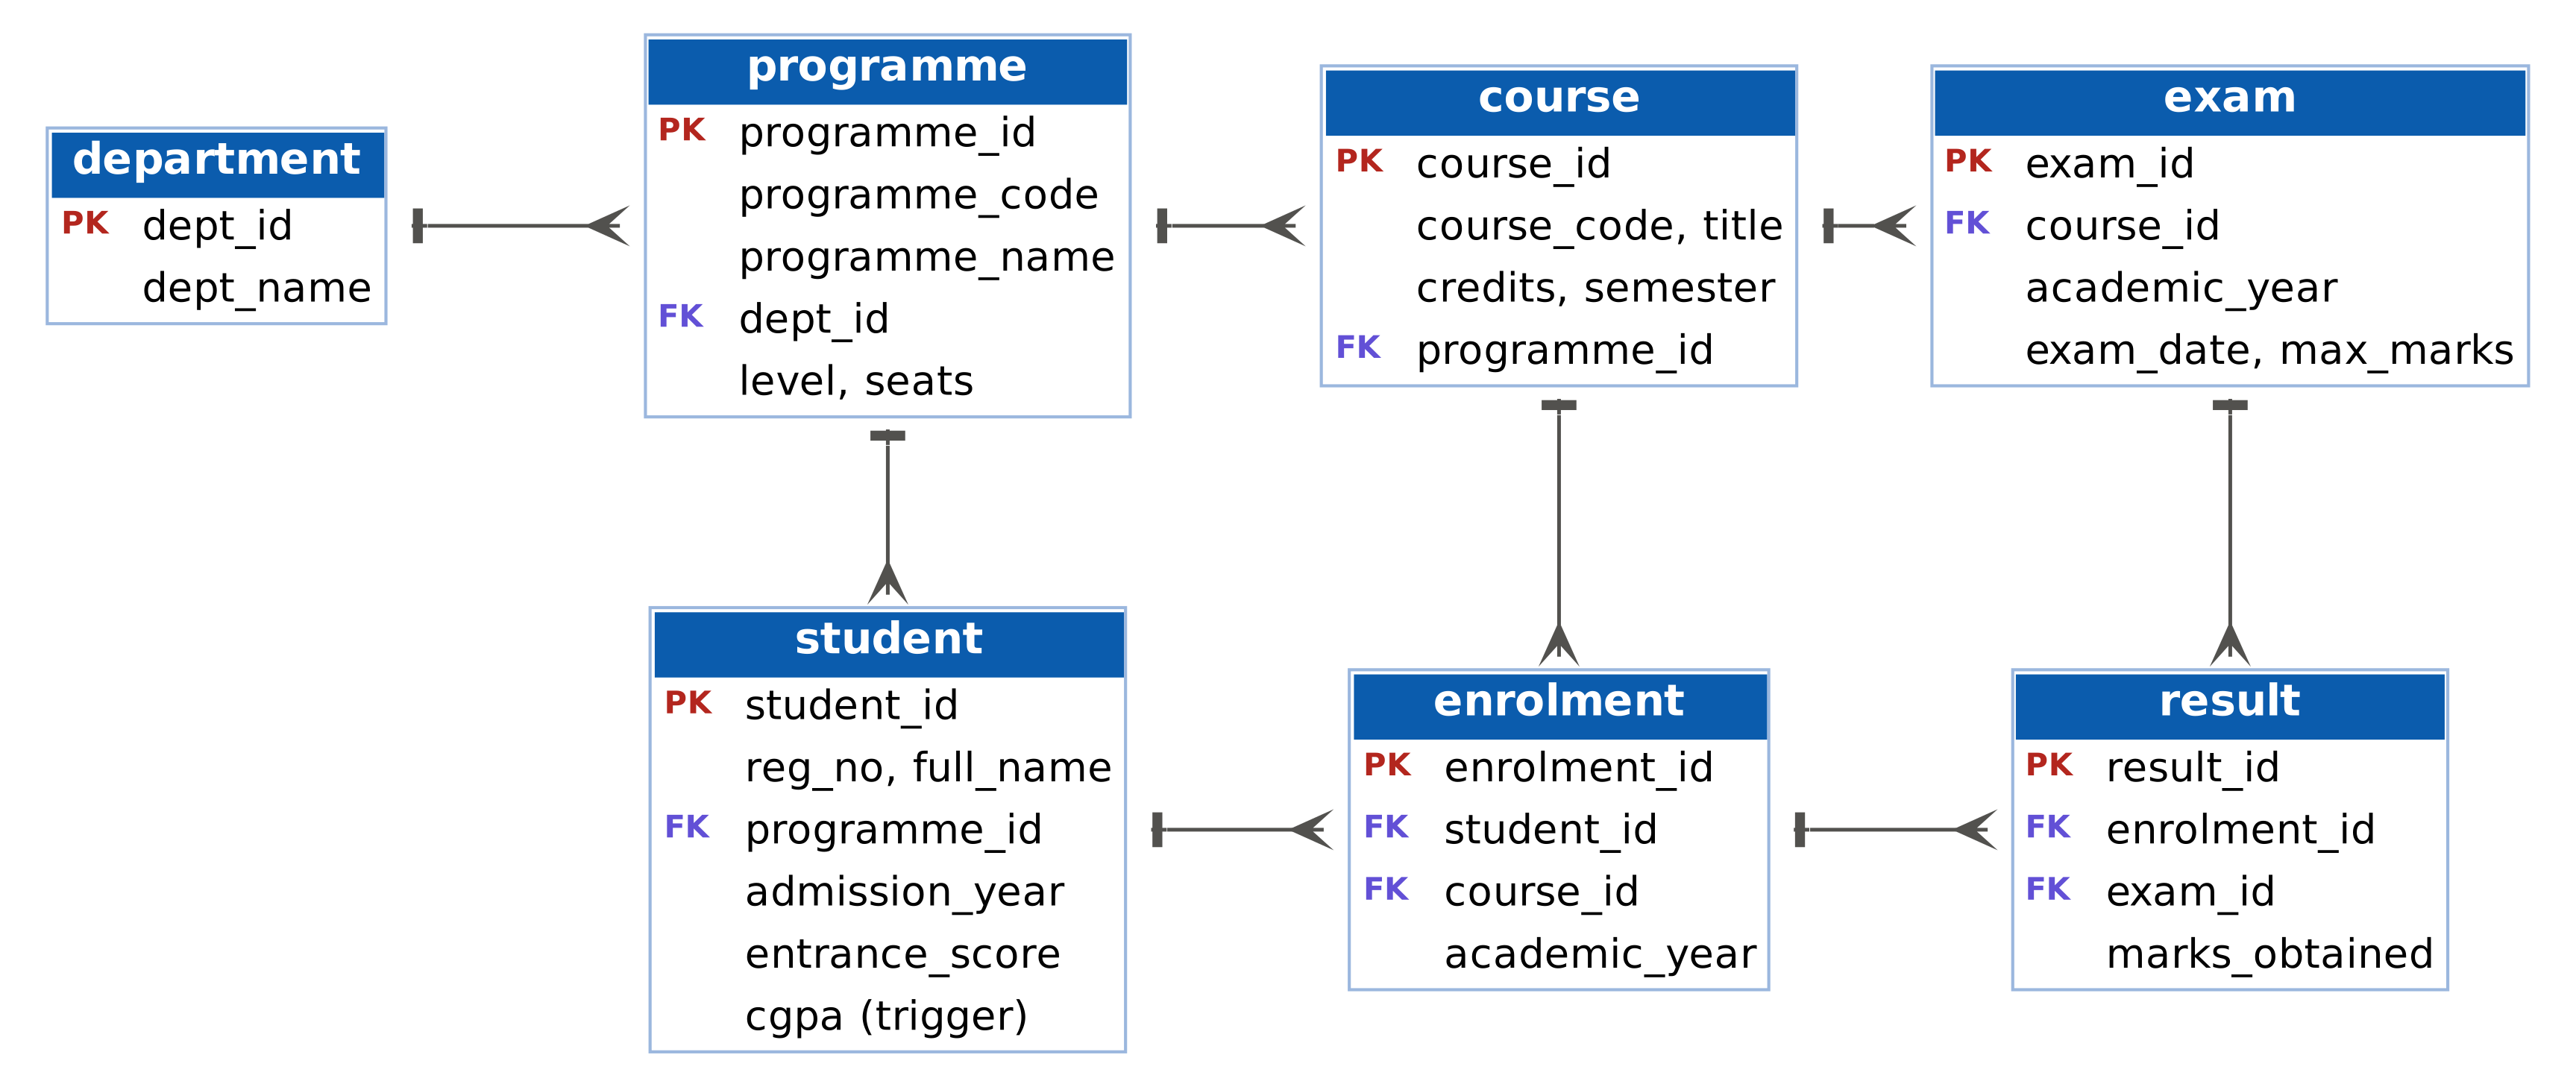 department
PK dept_id
dept_name
programme
PK programme_id
programme_code
programme_name
FK dept_id
level, seats
course
PK course_id
course_code, title
credits, semester
FK programme_id
exam
PK exam_id
FK course_id
academic_year
exam_date, max_marks
student
PK student_id
reg_no, full_name
FK programme_id
admission_year
entrance_score
cgpa (trigger)
enrolment
PK enrolment_id
FK student_id
FK course_id
academic_year
result
PK result_id
FK enrolment_id
FK exam_id
marks_obtained